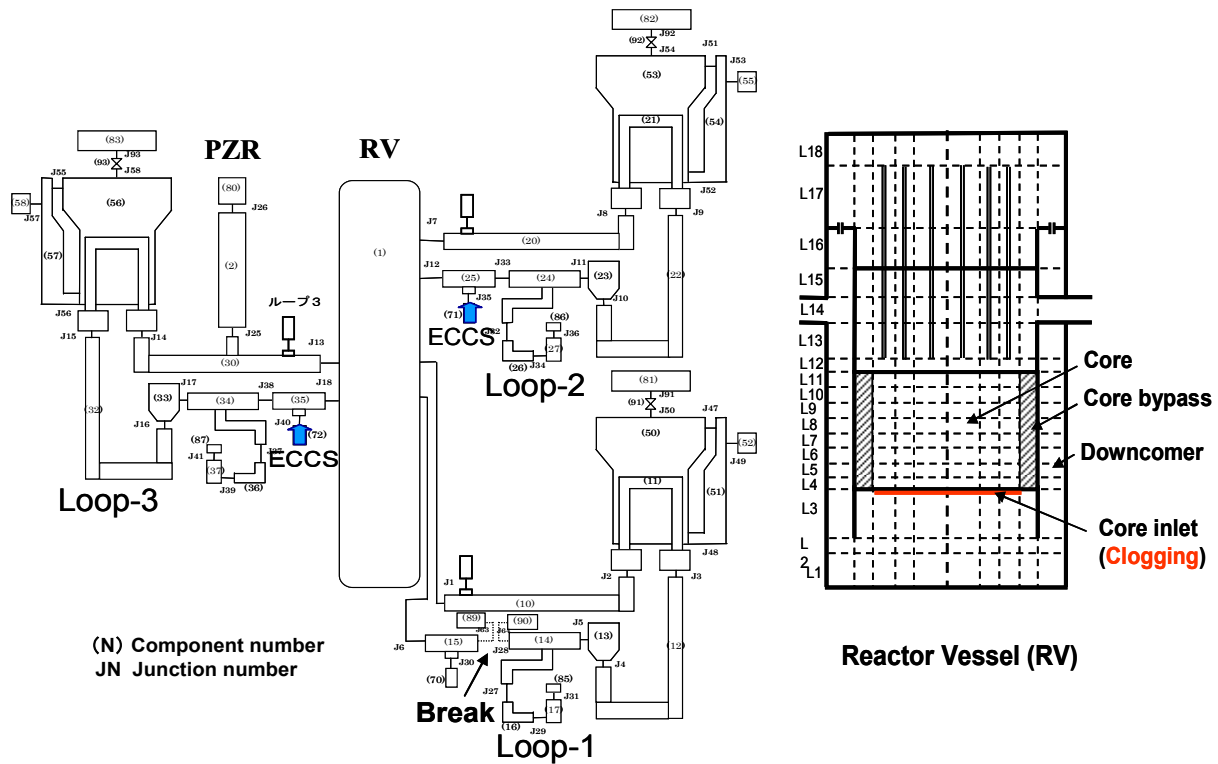 (82)
J92
(92)
J54
J51
J53
(53)
(55)
(54)
(21)
J52
J8
J9
J7
(20)
(22)
J12
J33
J11
(25)
(24)
(23)
J35
J10
(71)
ECCS
(86)
J36
(27)
J34
(26)
Loop-2
(83)
J93
(93)
J58
J55
(58)
J57
(56)
(57)
J56
J15
J14
(32)
PZR
(80)
J26
(2)
J25
ループ3
J13
(30)
RV
(1)
J17
J38
J18
(33)
(34)
(35)
J16
J40
(72)
ECCS
(87)
J41
(37)
J39
(36)
Loop-3
(81)
J91
(91)
J50
J47
(50)
(52)
J49
(51)
(11)
J48
J2
J3
J1
(10)
(12)
(89)
(90)
J63
J5
J6
(15)
(14)
(13)
J28
J30
J4
(70)
J27
(85)
J31
(17)
(16)
J29
Break
Loop-1
(N) Component number
JN Junction number
L18
L17
L16
L15
L14
L13
L12
L11
L10
L9
L8
L7
L6
L5
L4
L3
L
2
L1
Core
Core bypass
Downcomer
Core inlet
(Clogging)
Reactor Vessel (RV)